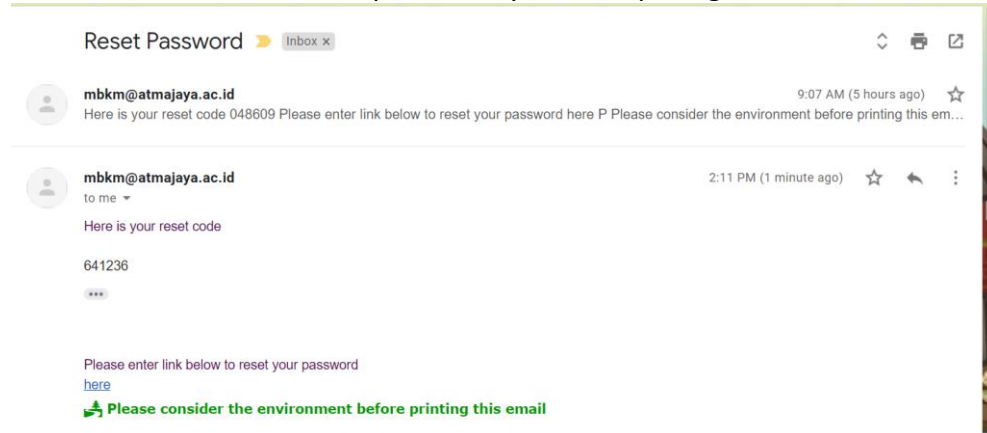 Reset Password Inbox x
mbkm@atmajaya.ac.id 9:07 AM (5 hours ago)
Here is your reset code 048609 Please enter link below to reset your password here P Please consider the environment before printing this em...
mbkm@atmajaya.ac.id 2:11 PM (1 minute ago)
to me
Here is your reset code
641236
Please enter link below to reset your password
here
Please consider the environment before printing this email